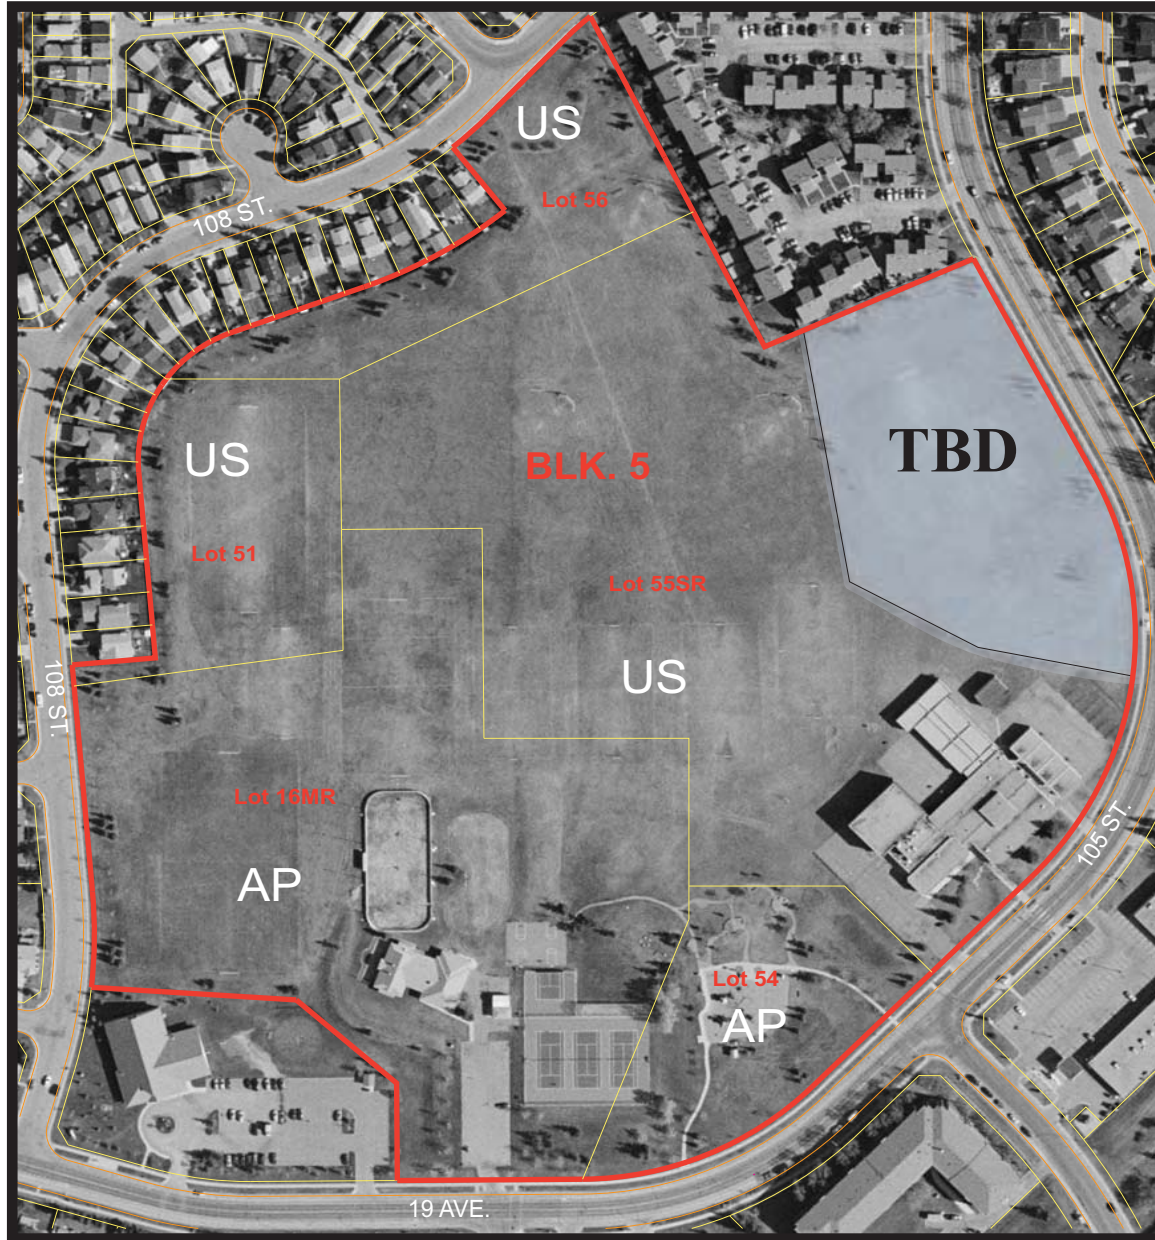 US
Lot 56
108 ST.
TBD
US
BLK. 5
Lot 51
Lot 55SR
US
108 ST.
Lot 16MR
105 ST.
AP
Lot 54
AP
19 AVE.